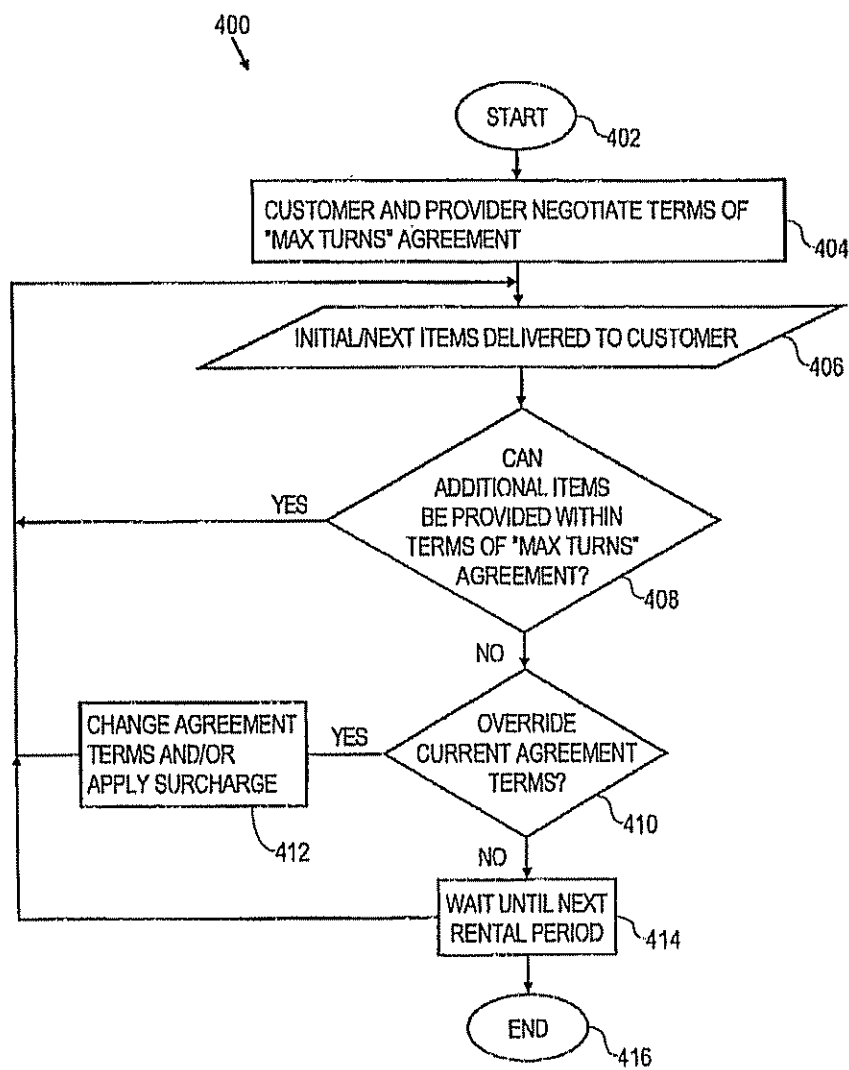 400
START
402
CUSTOMER AND PROVIDER NEGOTIATE TERMS OF
"MAX TURNS" AGREEMENT
404
INITIAL/NEXT ITEMS DELIVERED TO CUSTOMER
406
CAN
ADDITIONAL ITEMS
BE PROVIDED WITHIN
TERMS OF "MAX TURNS"
AGREEMENT?
YES
408
NO
CHANGE AGREEMENT
TERMS AND/OR
APPLY SURCHARGE
YES
OVERRIDE
CURRENT AGREEMENT
TERMS?
410
412
NO
WAIT UNTIL NEXT
RENTAL PERIOD
414
END
416